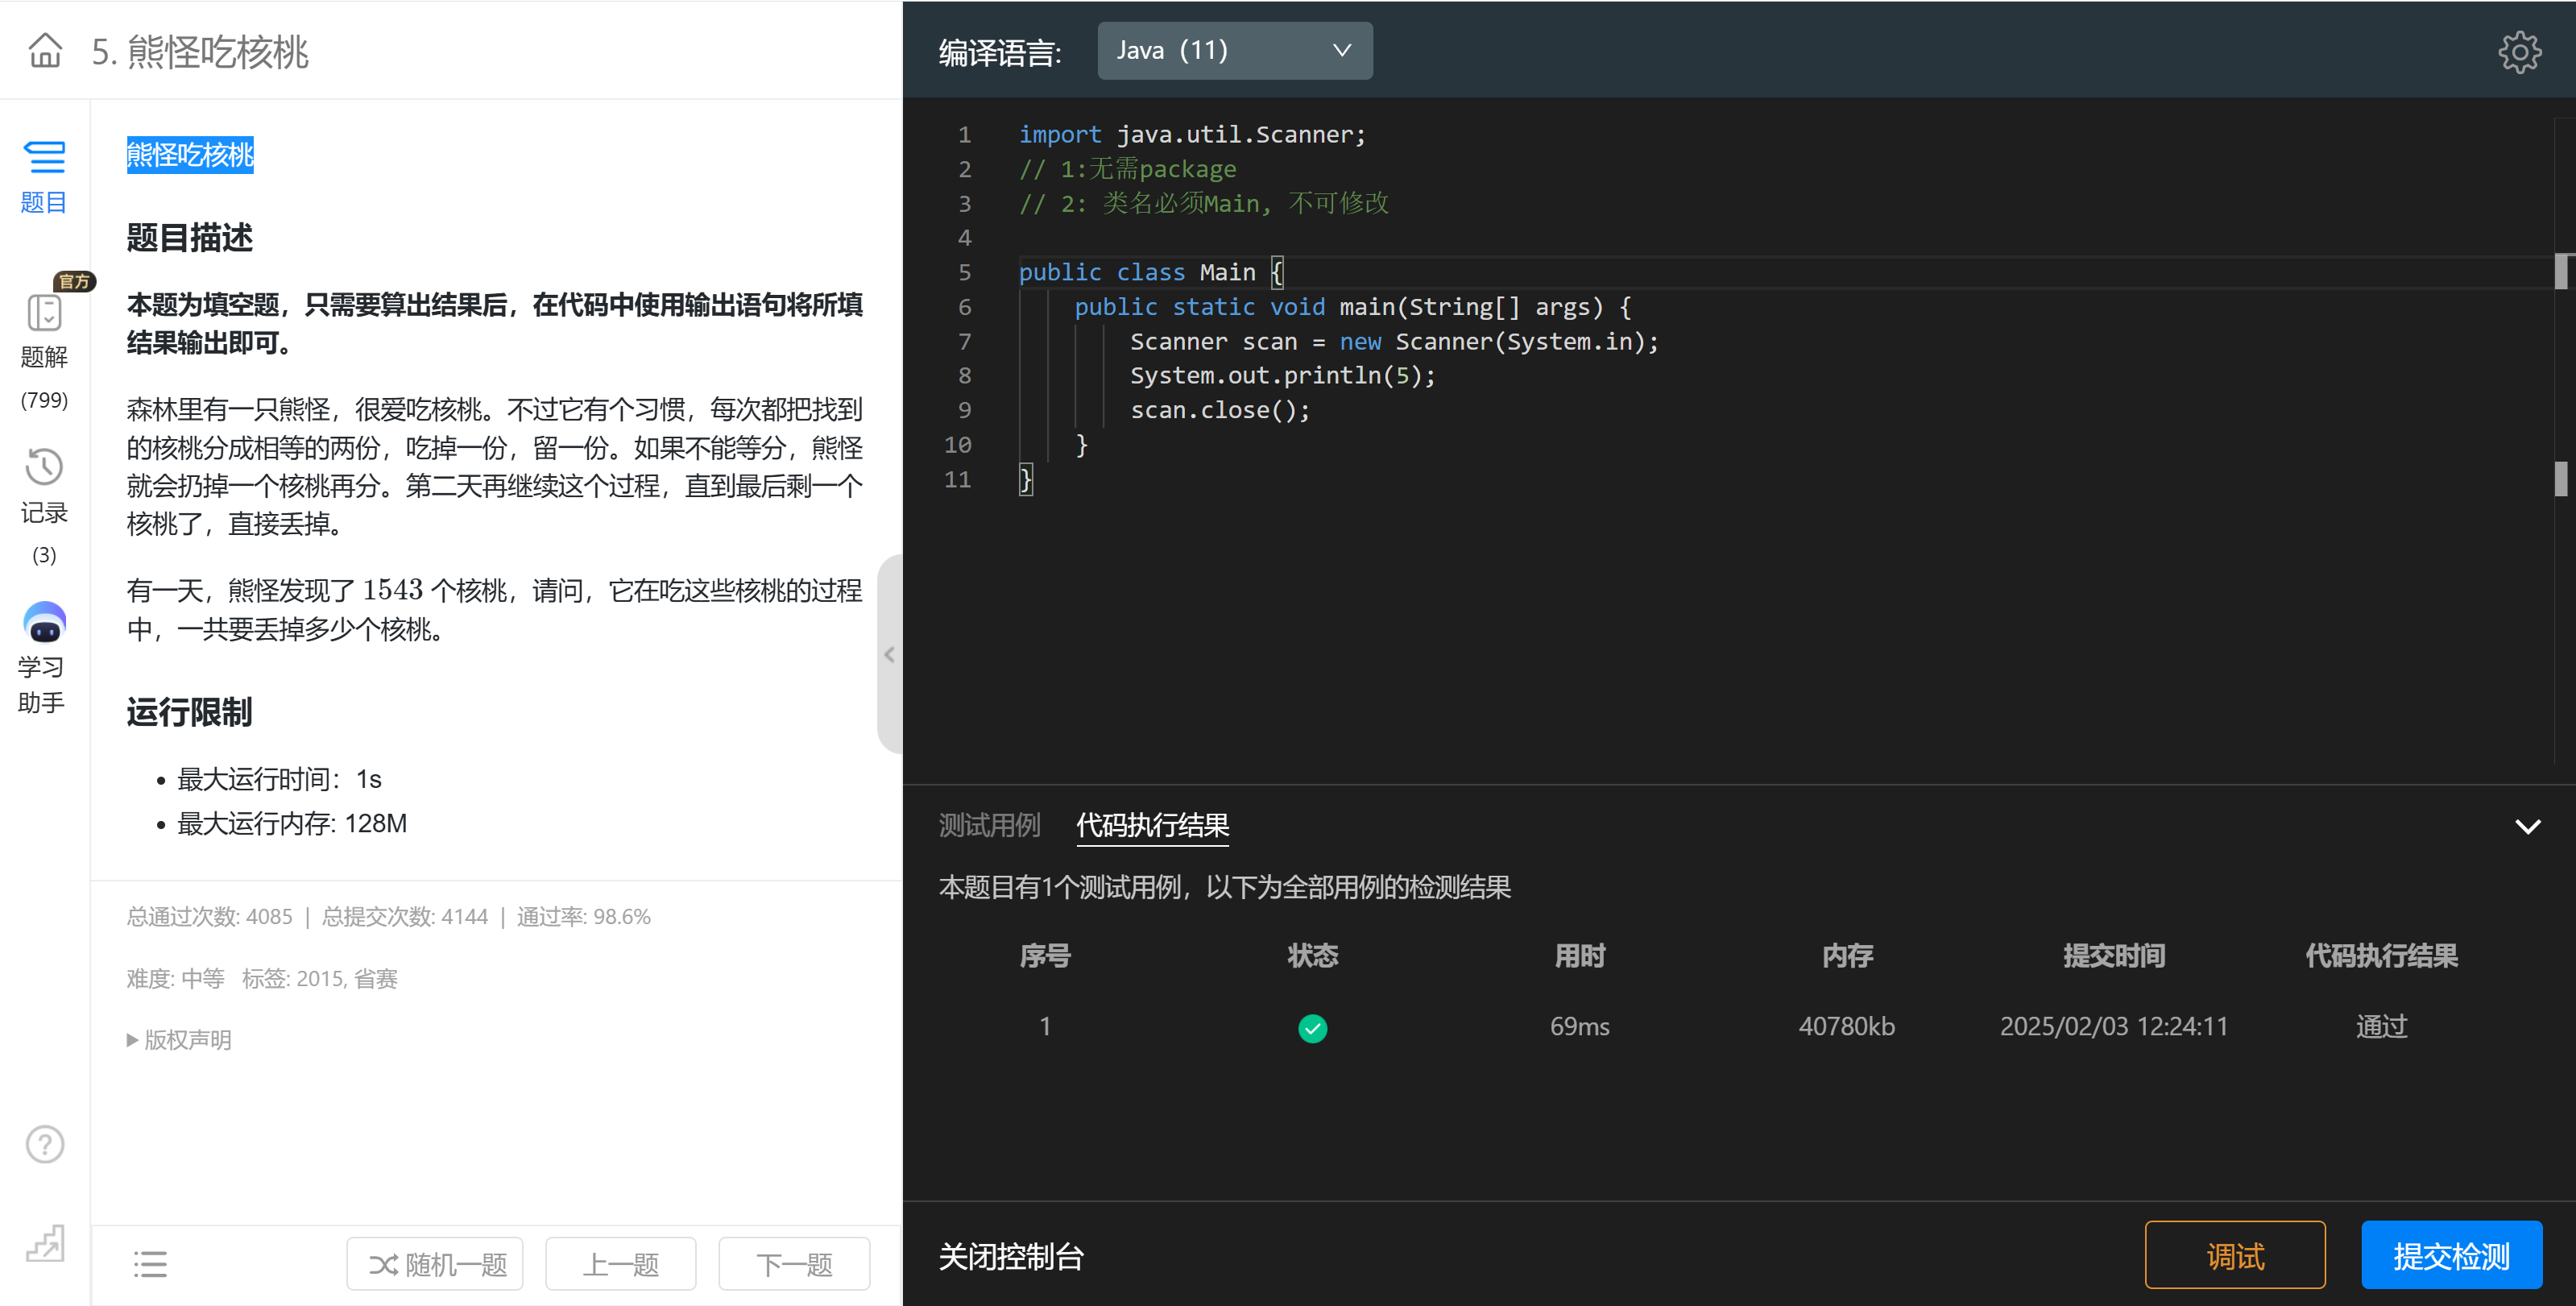 5. 熊怪吃核桃
题目
官方
题解
(799)
记录
(3)
学习
助手
熊怪吃核桃
题目描述
本题为填空题，只需要算出结果后，在代码中使用输出语句将所填
结果输出即可。
森林里有一只熊怪，很爱吃核桃。不过它有个习惯，每次都把找到
的核桃分成相等的两份，吃掉一份，留一份。如果不能等分，熊怪
就会扔掉一个核桃再分。第二天再继续这个过程，直到最后剩一个
核桃了，直接丢掉。
有一天，熊怪发现了 1543 个核桃，请问，它在吃这些核桃的过程
中，一共要丢掉多少个核桃。
运行限制
• 最大运行时间：1s
• 最大运行内存: 128M
总通过次数: 4085 | 总提交次数: 4144 | 通过率: 98.6%
难度: 中等 标签: 2015, 省赛
版权声明
随机一题
上一题
下一题
编译语言:
Java（11）
1 import java.util.Scanner;
2 // 1:无需package
3 // 2: 类名必须Main, 不可修改
4
5 public class Main {
6 public static void main(String[] args) {
7 Scanner scan = new Scanner(System.in);
8 System.out.println(5);
9 scan.close();
10 }
11 }
测试用例 代码执行结果
本题目有1个测试用例，以下为全部用例的检测结果
序号 状态 用时 内存 提交时间 代码执行结果
1 69ms 40780kb 2025/02/03 12:24:11 通过
关闭控制台
调试
提交检测